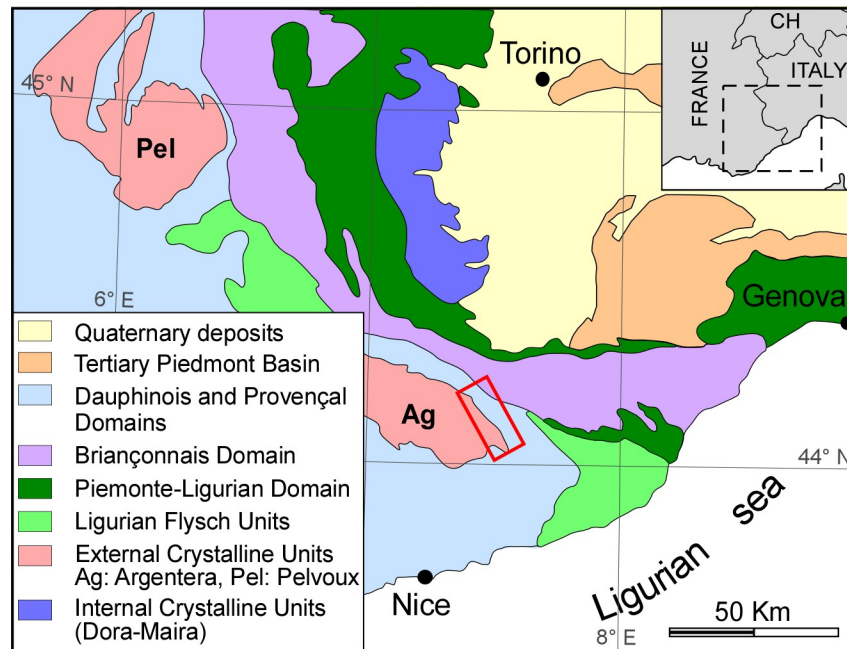 CH
FRANCE
ITALY
Torino
45° N
Pel
6° E
Genova
Quaternary deposits
Tertiary Piedmont Basin
Dauphinois and Provençal
Domains
Briançonnais Domain
Piemonte-Ligurian Domain
Ligurian Flysch Units
External Crystalline Units
Ag: Argentera, Pel: Pelvoux
Internal Crystalline Units
(Dora-Maira)
Ag
44° N
Nice
Ligurian sea
8° E
50 Km